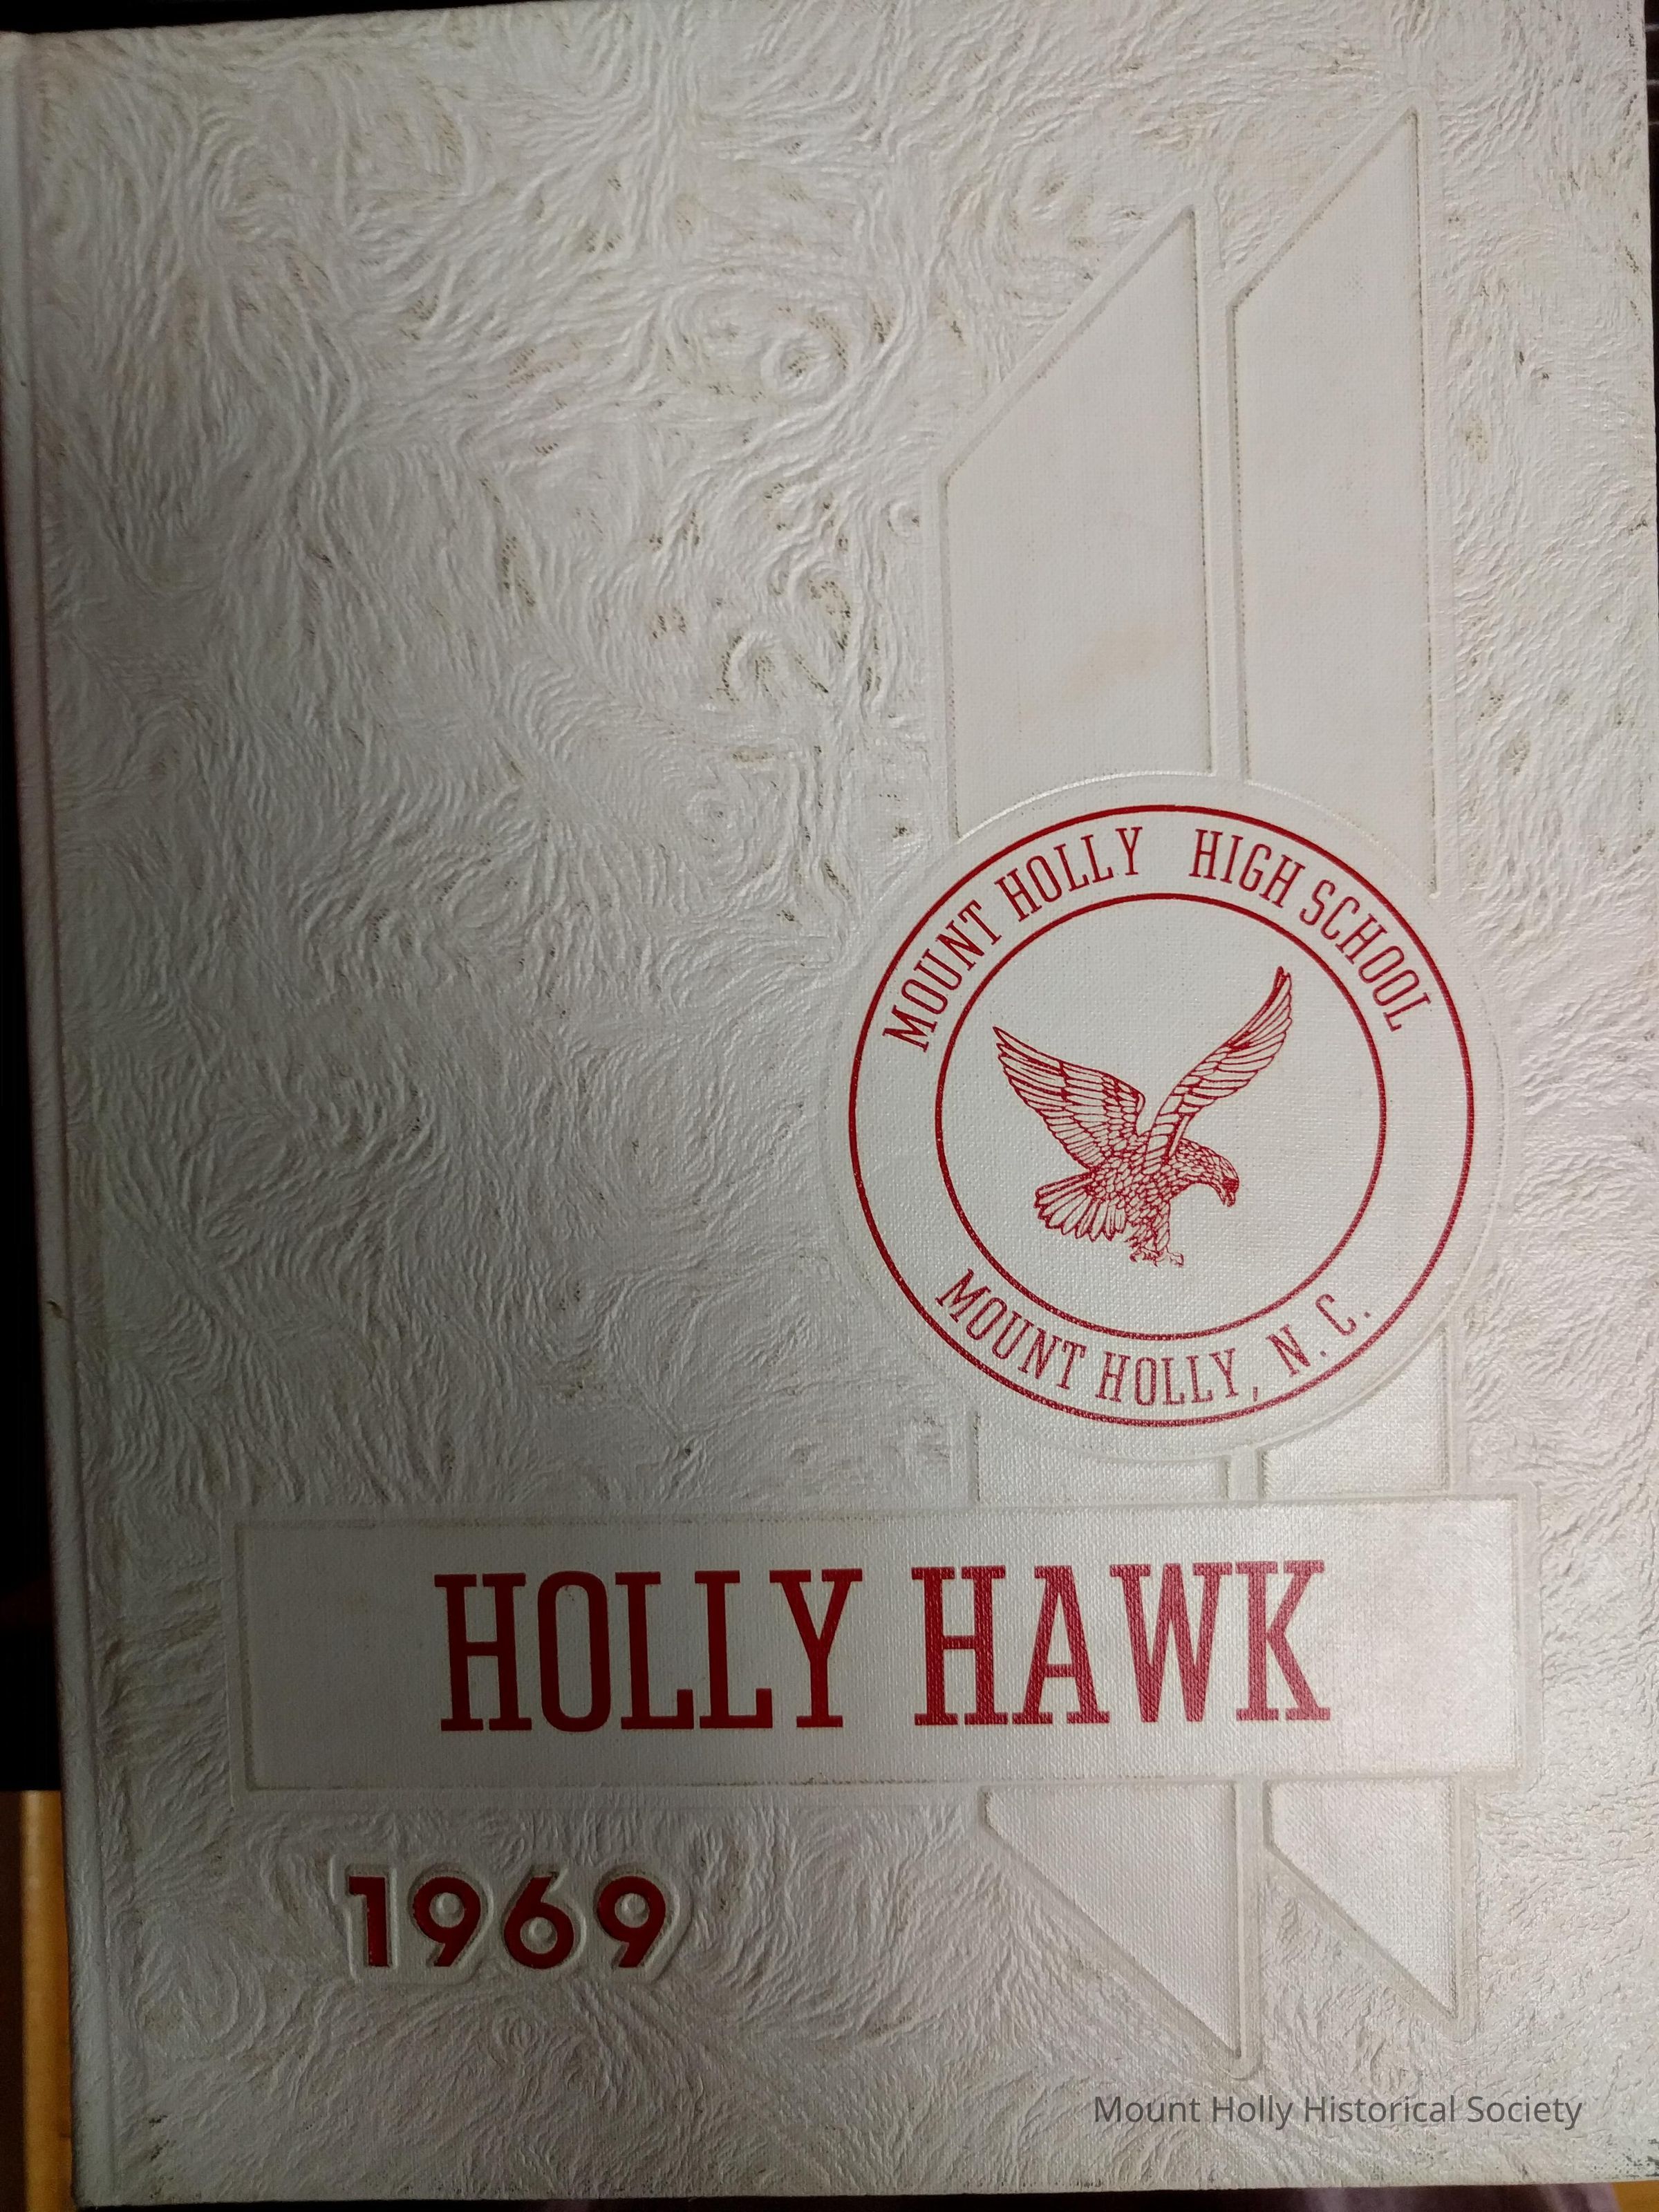 MOUNT HOLLY HIGH SCHOOL
MOUNT HOLLY, N. C.
HOLLY HAWK
1969
Mount Holly Historical Society